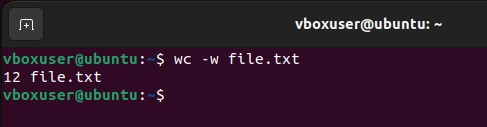 vboxuser@ubuntu: ~
vboxuser@ubuntu:~$ wc -w file.txt
12 file.txt
vboxuser@ubuntu:~$